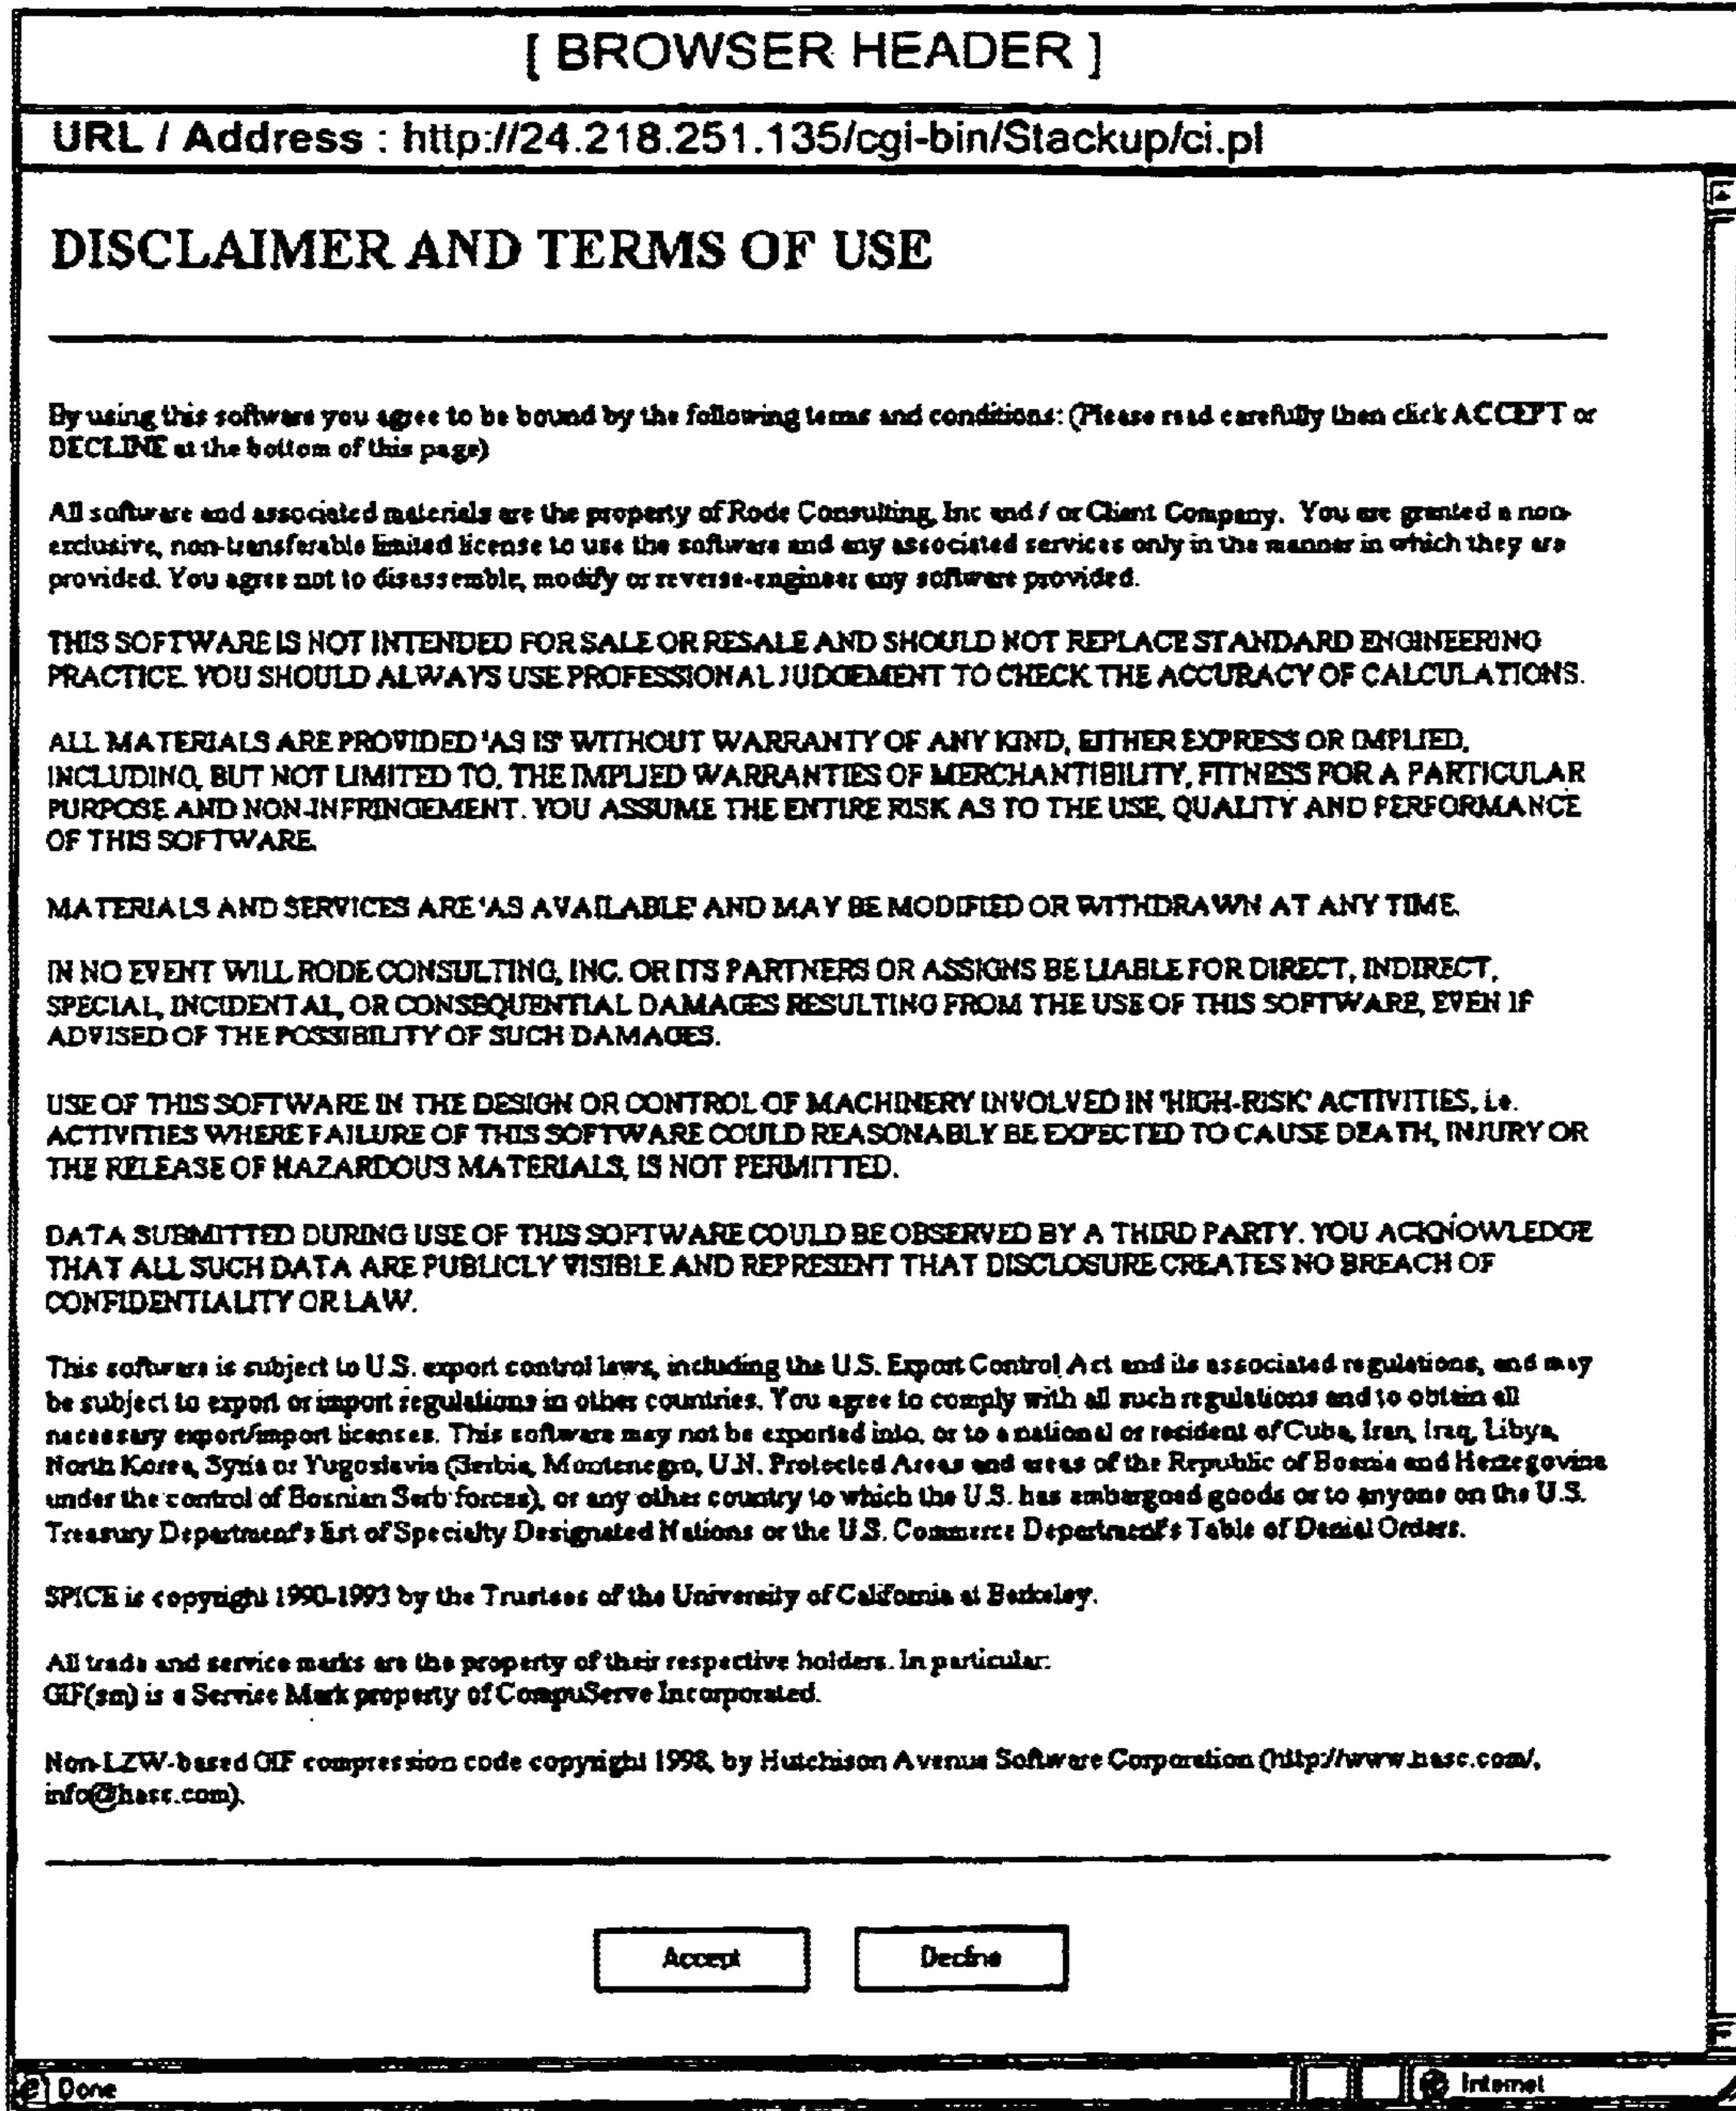 [ BROWSER HEADER ]
URL / Address : http://24.218.251.135/cgi-bin/Stackup/ci.pl
DISCLAIMER AND TERMS OF USE
By using this software you agree to be bound by the following terms and conditions: (Please read carefully then click ACCEPT or
DECLINE at the bottom of this page)
All software and associated materials are the property of Rode Consulting, Inc and / or Client Company. You are granted a non-
exclusive, non-transferable limited license to use the software and any associated services only in the manner in which they are
provided. You agree not to disassemble, modify or reverse-engineer any software provided.
THIS SOFTWARE IS NOT INTENDED FOR SALE OR RESALE AND SHOULD NOT REPLACE STANDARD ENGINEERING
PRACTICE. YOU SHOULD ALWAYS USE PROFESSIONAL JUDGEMENT TO CHECK THE ACCURACY OF CALCULATIONS.
ALL MATERIALS ARE PROVIDED 'AS IS' WITHOUT WARRANTY OF ANY KIND, EITHER EXPRESS OR IMPLIED,
INCLUDING, BUT NOT LIMITED TO, THE IMPLIED WARRANTIES OF MERCHANTIBILITY, FITNESS FOR A PARTICULAR
PURPOSE AND NON-INFRINGEMENT. YOU ASSUME THE ENTIRE RISK AS TO THE USE, QUALITY AND PERFORMANCE
OF THIS SOFTWARE.
MATERIALS AND SERVICES ARE 'AS AVAILABLE' AND MAY BE MODIFIED OR WITHDRAWN AT ANY TIME.
IN NO EVENT WILL RODE CONSULTING, INC. OR ITS PARTNERS OR ASSIGNS BE LIABLE FOR DIRECT, INDIRECT,
SPECIAL, INCIDENTAL, OR CONSEQUENTIAL DAMAGES RESULTING FROM THE USE OF THIS SOFTWARE, EVEN IF
ADVISED OF THE POSSIBILITY OF SUCH DAMAGES.
USE OF THIS SOFTWARE IN THE DESIGN OR CONTROL OF MACHINERY INVOLVED IN 'HIGH-RISK' ACTIVITIES, i.e.
ACTIVITIES WHERE FAILURE OF THIS SOFTWARE COULD REASONABLY BE EXPECTED TO CAUSE DEATH, INJURY OR
THE RELEASE OF HAZARDOUS MATERIALS, IS NOT PERMITTED.
DATA SUBMITTED DURING USE OF THIS SOFTWARE COULD BE OBSERVED BY A THIRD PARTY. YOU ACKNOWLEDGE
THAT ALL SUCH DATA ARE PUBLICLY VISIBLE AND REPRESENT THAT DISCLOSURE CREATES NO BREACH OF
CONFIDENTIALITY OR LAW.
This software is subject to U.S. export control laws, including the U.S. Export Control Act and its associated regulations, and may
be subject to export or import regulations in other countries. You agree to comply with all such regulations and to obtain all
necessary export/import licenses. This software may not be exported into, or to a national or resident of Cuba, Iran, Iraq, Libya,
North Korea, Syria or Yugoslavia (Serbia, Montenegro, U.N. Protected Areas and areas of the Republic of Bosnia and Herzegovina
under the control of Bosnian Serb forces), or any other country to which the U.S. has embargoed goods or to anyone on the U.S.
Treasury Department's list of Specialty Designated Nations or the U.S. Commerce Department's Table of Denial Orders.
SPICE is copyright 1990-1993 by the Trustees of the University of California at Berkeley.
All trade and service marks are the property of their respective holders. In particular:
GIF(sm) is a Service Mark property of CompuServe Incorporated.
Non-LZW-based GIF compression code copyright 1998, by Hutchison Avenue Software Corporation (http://www.hasc.com/,
info@hasc.com).
Accept Decline
Done Internet